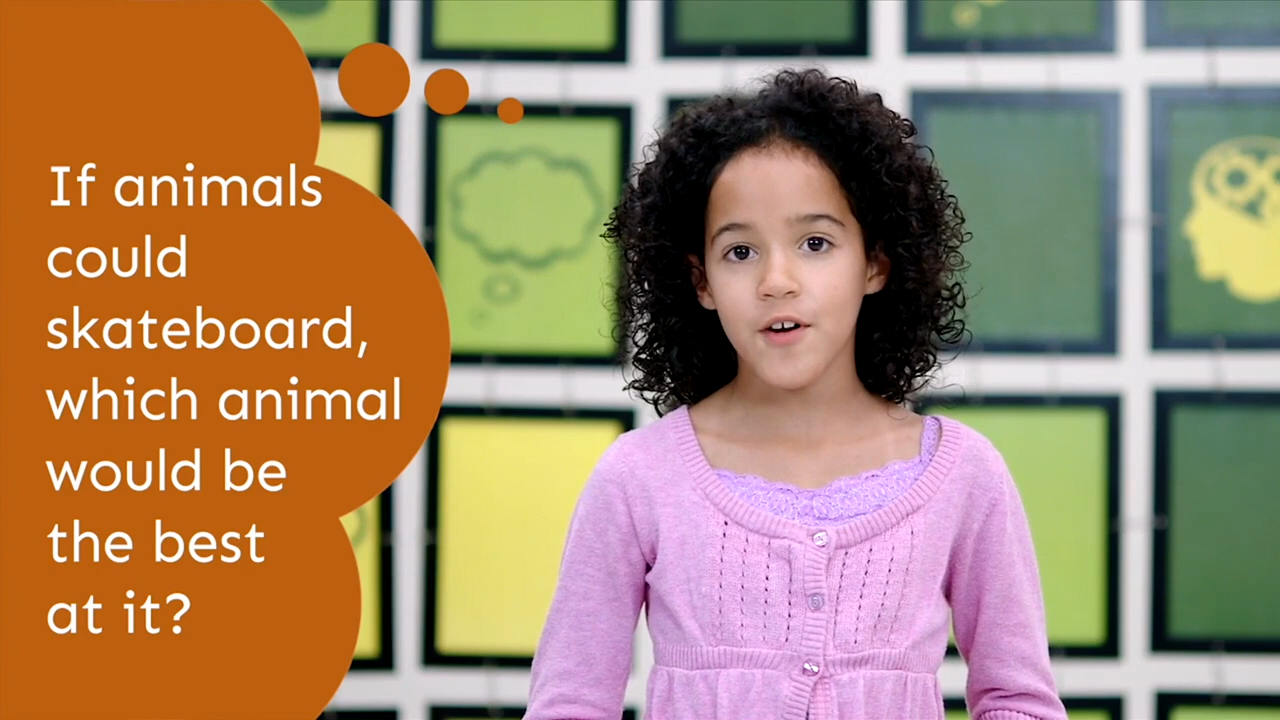 If animals
could
skateboard,
which animal
would be
the best
at it?